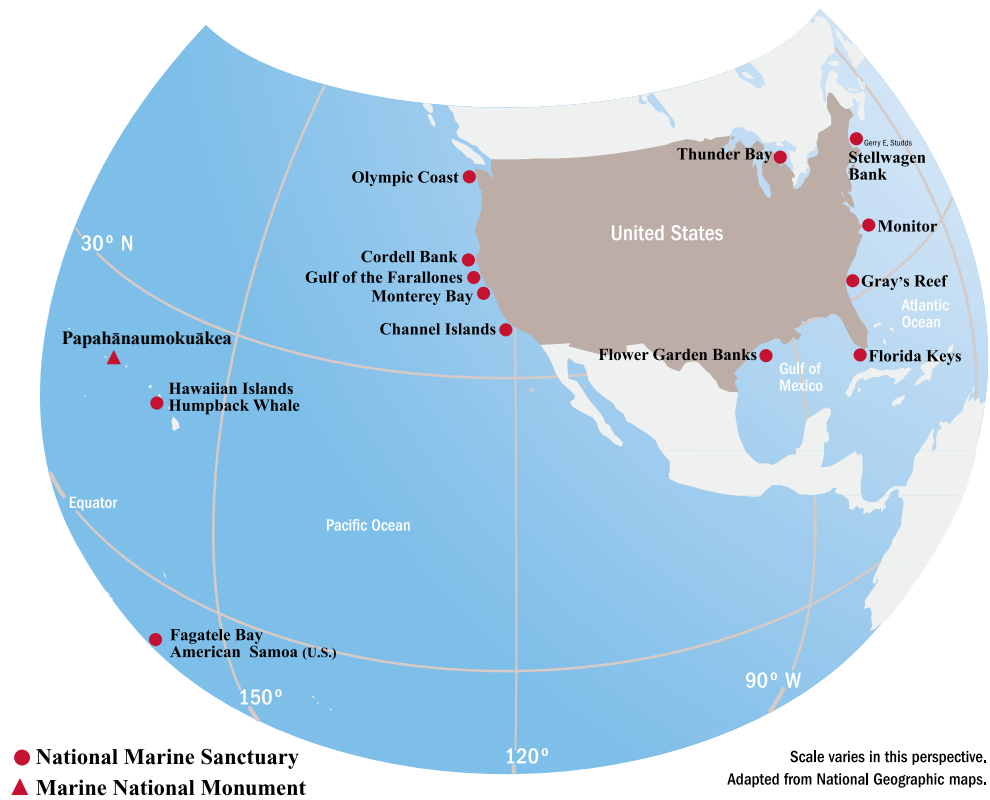 Thunder Bay
Gerry E. Studds
Stellwagen
Bank
Olympic Coast
United States
Monitor
30° N
Cordell Bank
Gulf of the Farallones
Monterey Bay
Gray's Reef
Atlantic
Ocean
Channel Islands
Papahānaumokuākea
Flower Garden Banks
Florida Keys
Gulf of
Mexico
Hawaiian Islands
Humpback Whale
Equator
Pacific Ocean
Fagatele Bay
American Samoa (U.S.)
150°
90° W
120°
National Marine Sanctuary
Marine National Monument
Scale varies in this perspective.
Adapted from National Geographic maps.